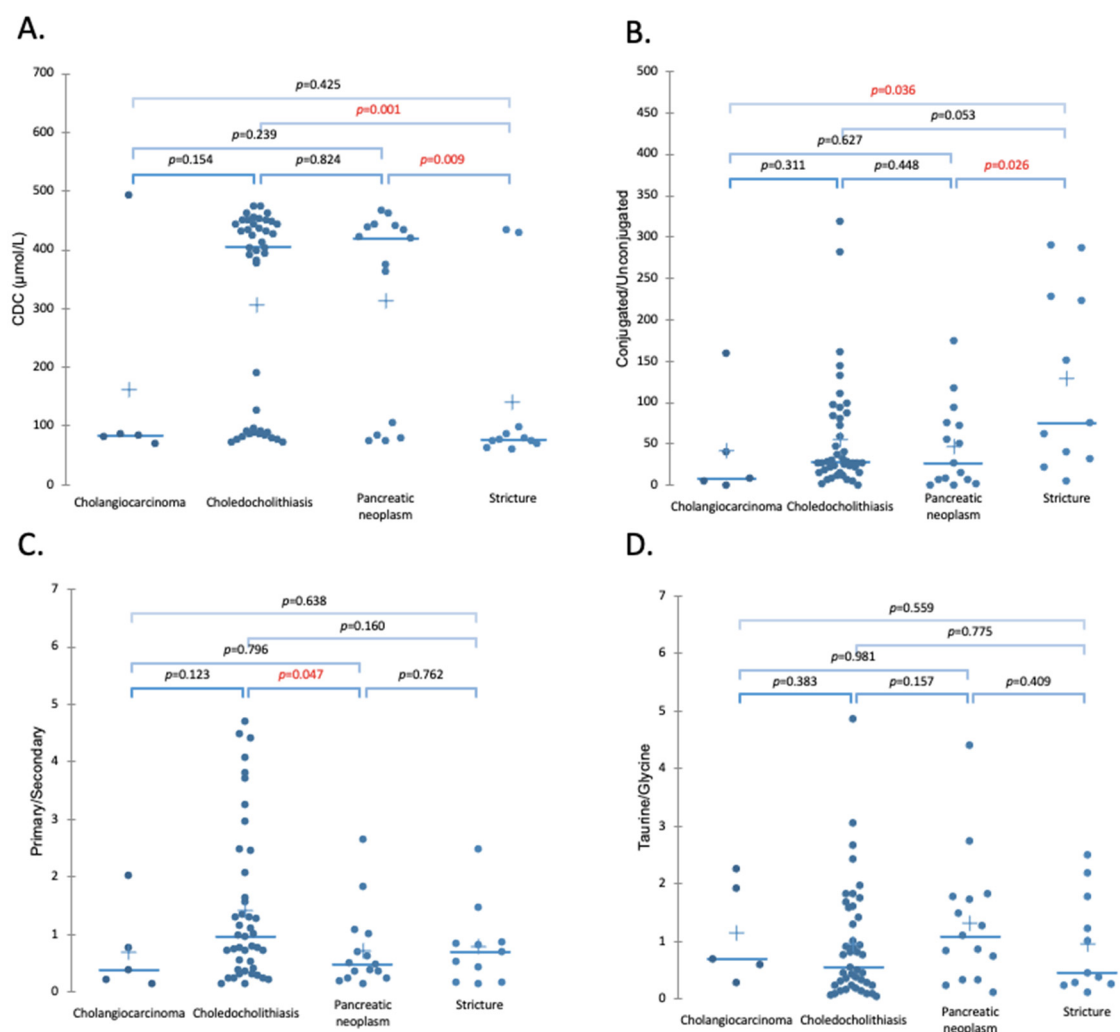 A.
CDC (μmol/L)
700
600
500
400
300
200
100
0
p=0.425
p=0.001
p=0.239
p=0.154
p=0.824
p=0.009
Cholangiocarcinoma
Choledocholithiasis
Pancreatic
neoplasm
Stricture
B.
Conjugated/Unconjugated
500
450
400
350
300
250
200
150
100
50
0
p=0.036
p=0.053
p=0.627
p=0.311
p=0.448
p=0.026
Cholangiocarcinoma
Choledocholithiasis
Pancreatic
neoplasm
Stricture
C.
Primary/Secondary
7
6
5
4
3
2
1
0
p=0.638
p=0.160
p=0.796
p=0.123
p=0.047
p=0.762
Cholangiocarcinoma
Choledocholithiasis
Pancreatic
neoplasm
Stricture
D.
Taurine/Glycine
7
6
5
4
3
2
1
0
p=0.559
p=0.775
p=0.981
p=0.383
p=0.157
p=0.409
Cholangiocarcinoma
Choledocholithiasis
Pancreatic
neoplasm
Stricture